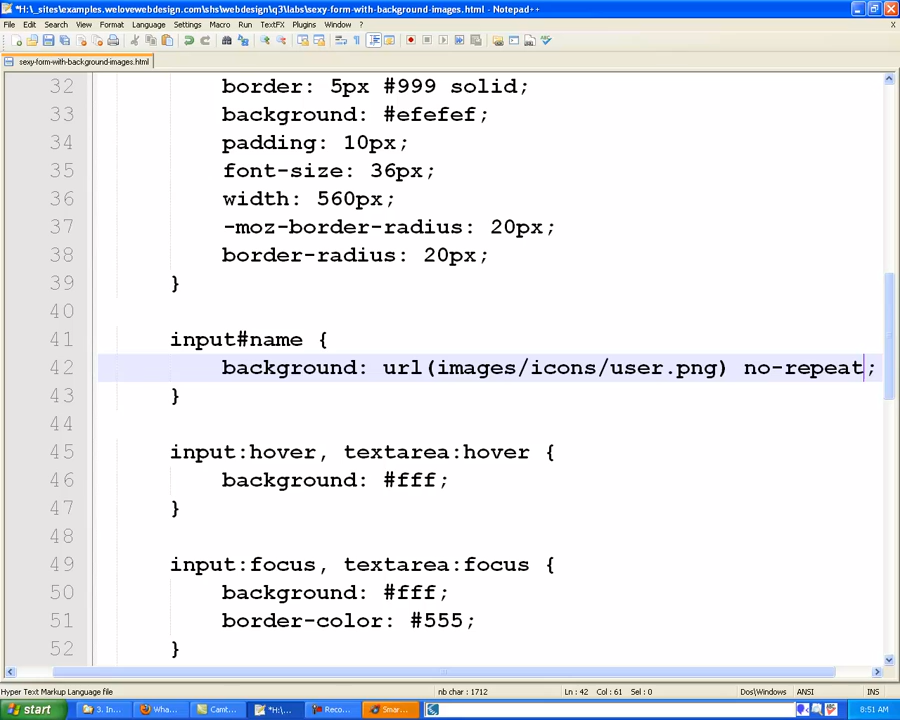 *H:\_sites\examples.welovewebdesign.com\shs\webdesign\q3\labs\sexy-form-with-background-images.html - Notepad++
File Edit Search View Format Language Settings Macro Run TextFX Plugins Window ? X
sexy-form-with-background-images.html
32 border: 5px #999 solid;
33 background: #efefef;
34 padding: 10px;
35 font-size: 36px;
36 width: 560px;
37 -moz-border-radius: 20px;
38 border-radius: 20px;
39 }
40
41 input#name {
42 background: url(images/icons/user.png) no-repeat;
43 }
44
45 input:hover, textarea:hover {
46 background: #fff;
47 }
48
49 input:focus, textarea:focus {
50 background: #fff;
51 border-color: #555;
52 }
Hyper Text Markup Language file nb char : 1712 Ln : 42 Col : 61 Sel : 0 Dos\Windows ANSI INS
start 3. In... Wha... Camt... *H:\... Reco... Smar... 8:51 AM